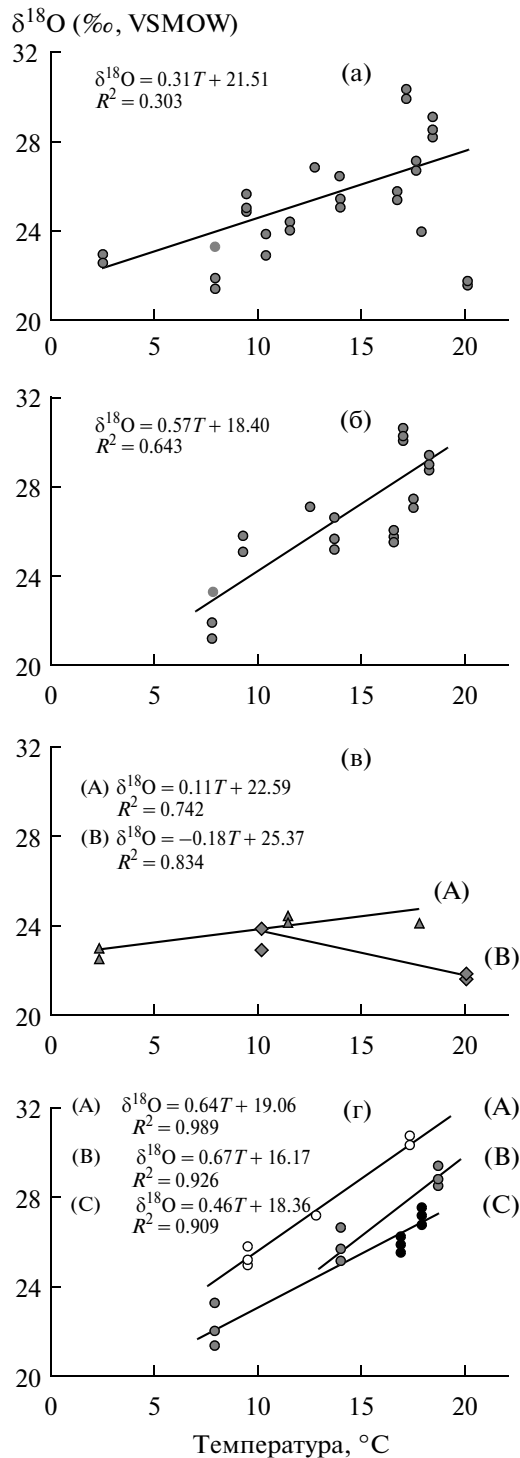 δ¹⁸O (‰, VSMOW)
32
28
24
20
δ¹⁸O = 0.31T + 21.51
R² = 0.303
(а)
0 5 10 15 20
32
28
24
20
δ¹⁸O = 0.57T + 18.40
R² = 0.643
(б)
0 5 10 15 20
32
28
24
20
(в)
(A) δ¹⁸O = 0.11T + 22.59
R² = 0.742
(B) δ¹⁸O = −0.18T + 25.37
R² = 0.834
(A)
(B)
0 5 10 15 20
32
28
24
20
(A) δ¹⁸O = 0.64T + 19.06
R² = 0.989
(B) δ¹⁸O = 0.67T + 16.17
R² = 0.926
(C) δ¹⁸O = 0.46T + 18.36
R² = 0.909
(г)
(A)
(B)
(C)
0 5 10 15 20
Температура, °C